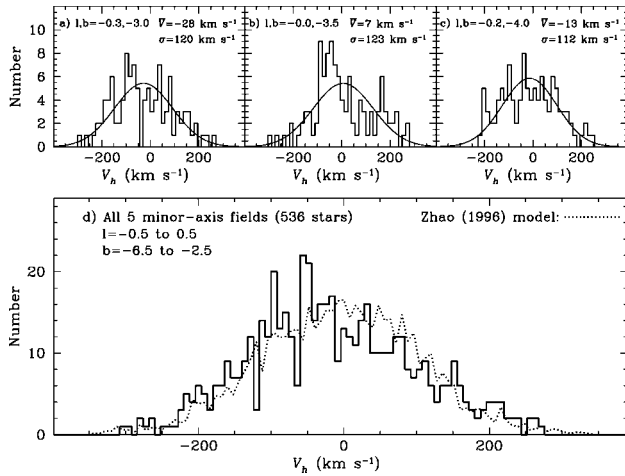 a) l,b=−0.3,−3.0 V̄=−28 km s⁻¹
σ=120 km s⁻¹
b) l,b=−0.0,−3.5 V̄=7 km s⁻¹
σ=123 km s⁻¹
c) l,b=−0.2,−4.0 V̄=−13 km s⁻¹
σ=112 km s⁻¹
Number
10
8
6
4
2
0
−200 0 200
−200 0 200
−200 0 200
V_h (km s⁻¹)
V_h (km s⁻¹)
V_h (km s⁻¹)
d) All 5 minor-axis fields (536 stars)
l=−0.5 to 0.5
b=−6.5 to −2.5
Zhao (1996) model:
Number
20
10
0
−200 0 200
V_h (km s⁻¹)